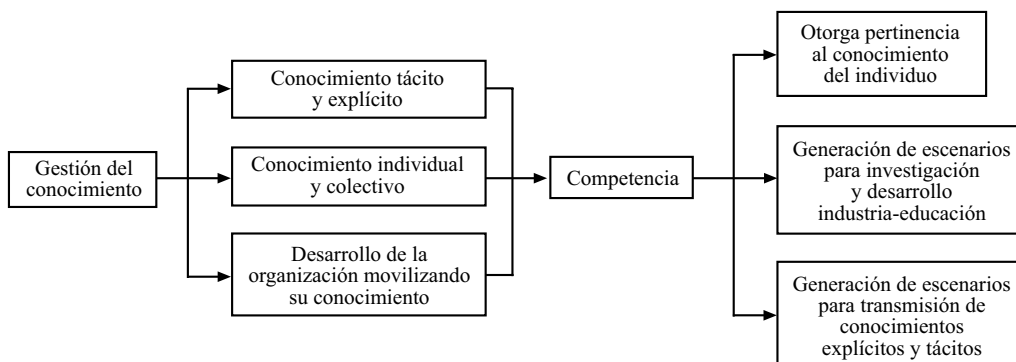 Gestión del
conocimiento
Conocimiento tácito
y explícito
Conocimiento individual
y colectivo
Desarrollo de la
organización movilizando
su conocimiento
Competencia
Otorga pertinencia
al conocimiento
del individuo
Generación de escenarios
para investigación
y desarrollo
industria-educación
Generación de escenarios
para transmisión de
conocimientos
explícitos y tácitos